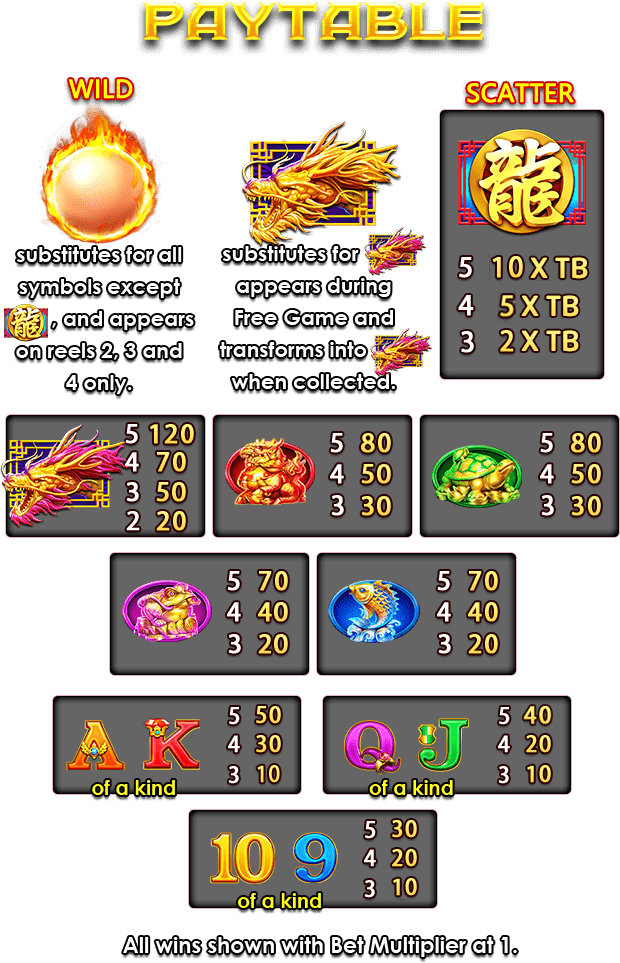 PAYTABLE
WILD
substitutes for all
symbols except
龍, and appears
on reels 2, 3 and
4 only.
substitutes for
appears during
Free Game and
transforms into
when collected.
SCATTER
龍
5 10 X TB
4 5 X TB
3 2 X TB
5 120
4 70
3 50
2 20
5 80
4 50
3 30
5 80
4 50
3 30
5 70
4 40
3 20
5 70
4 40
3 20
A K
of a kind
5 50
4 30
3 10
Q J
of a kind
5 40
4 20
3 10
10 9
of a kind
5 30
4 20
3 10
All wins shown with Bet Multiplier at 1.